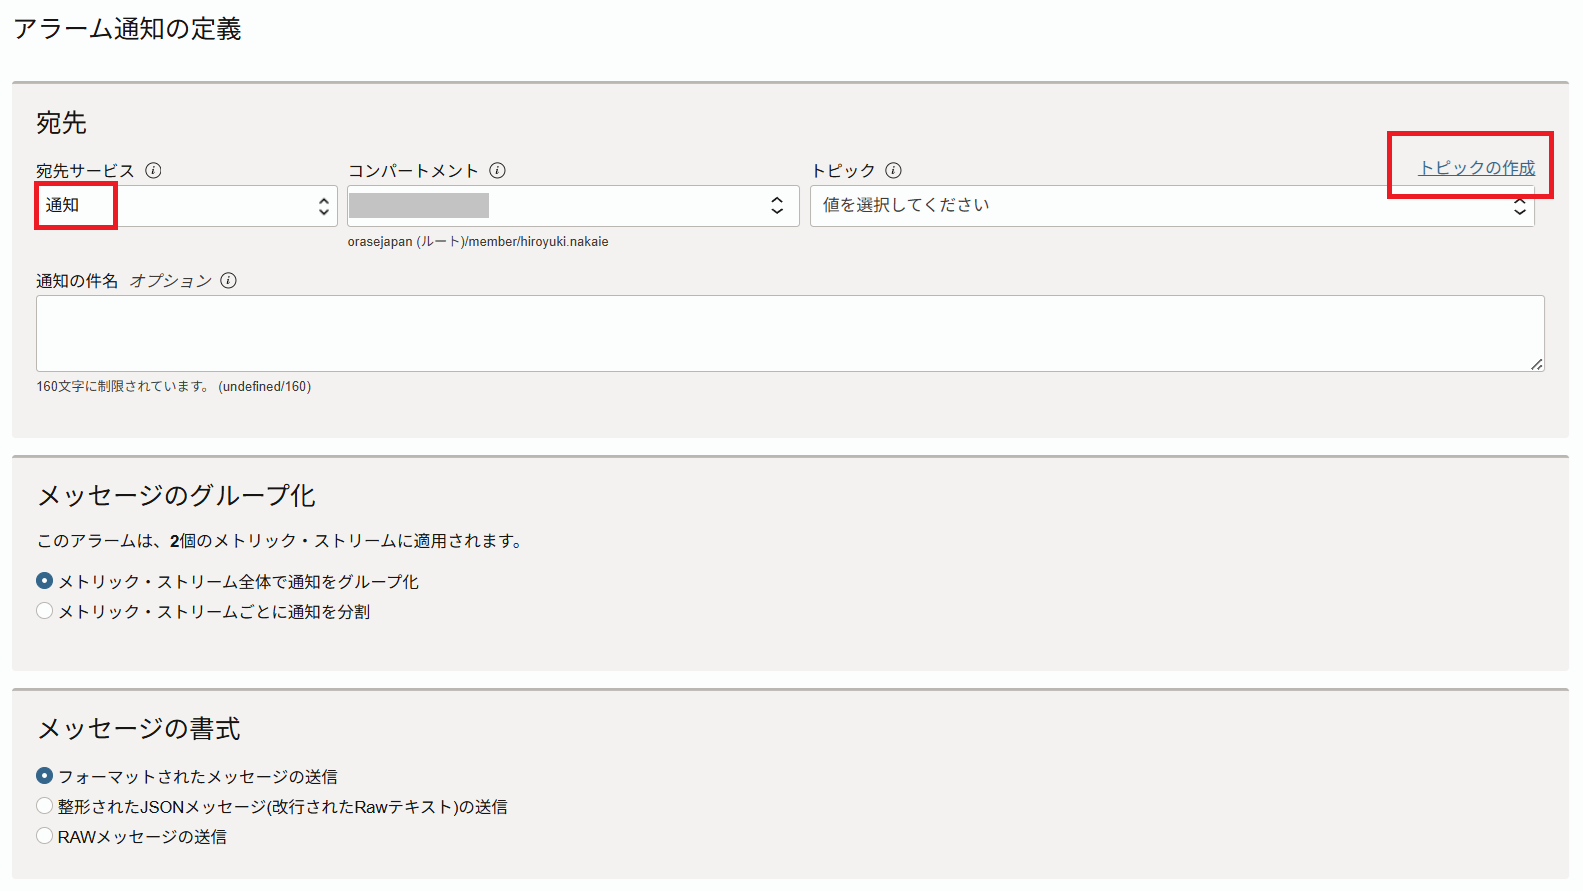 アラーム通知の定義
宛先
宛先サービス
コンパートメント
トピック
トピックの作成
通知
値を選択してください
orasejapan (ルート)/member/hiroyuki.nakaie
通知の件名 オプション
160文字に制限されています。 (undefined/160)
メッセージのグループ化
このアラームは、2個のメトリック・ストリームに適用されます。
メトリック・ストリーム全体で通知をグループ化
メトリック・ストリームごとに通知を分割
メッセージの書式
フォーマットされたメッセージの送信
整形されたJSONメッセージ(改行されたRawテキスト)の送信
RAWメッセージの送信